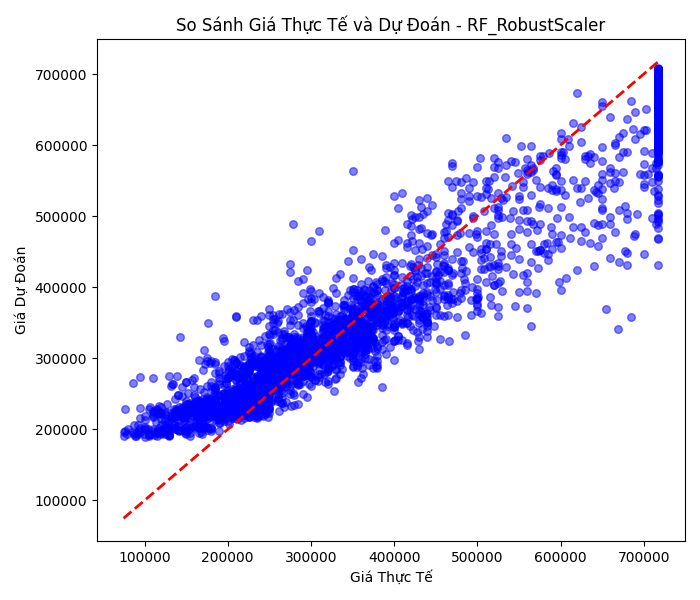 So Sánh Giá Thực Tế và Dự Đoán - RF_RobustScaler
Giá Dự Đoán
700000
600000
500000
400000
300000
200000
100000
100000 200000 300000 400000 500000 600000 700000
Giá Thực Tế